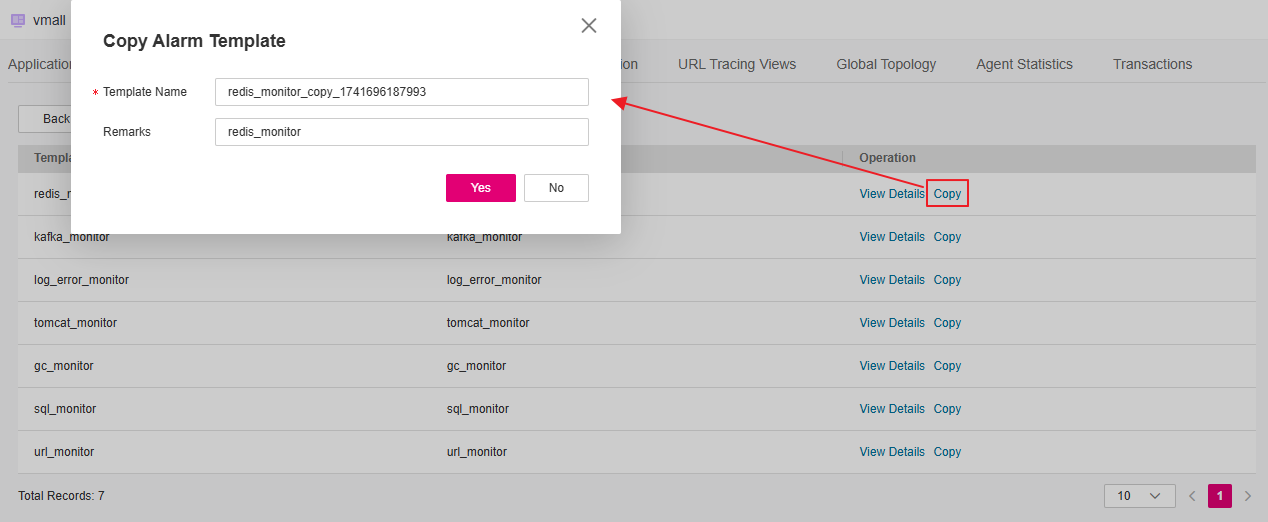 vmall
Copy Alarm Template
Application
ion
URL Tracing Views
Global Topology
Agent Statistics
Transactions
* Template Name
redis_monitor_copy_1741696187993
Remarks
redis_monitor
Back
Yes
No
Templa
Operation
redis_m
View Details Copy
kafka_monitor kafka_monitor View Details Copy
log_error_monitor log_error_monitor View Details Copy
tomcat_monitor tomcat_monitor View Details Copy
gc_monitor gc_monitor View Details Copy
sql_monitor sql_monitor View Details Copy
url_monitor url_monitor View Details Copy
Total Records: 7
10
1